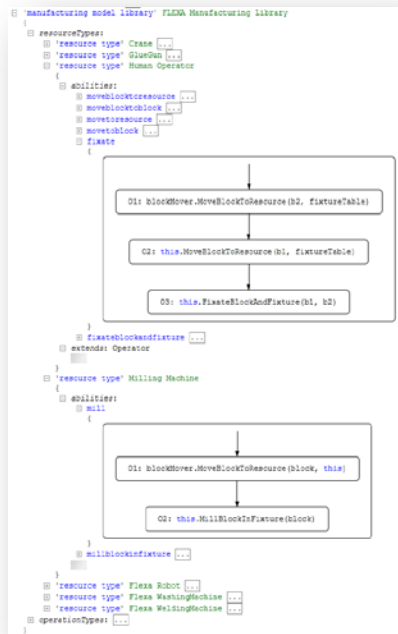 'manufacturing model library' FLEXA Manufacturing library
{
resourceTypes:
'resource type' Crane ...
'resource type' GlueGun ...
'resource type' Human Operator
{
abilities:
moveblocktoresource ...
moveblocktoblock ...
movetoresource ...
movetoblock ...
fixate
{
O1: blockMover.MoveBlockToResource(b2, fixtureTable)
O2: this.MoveBlockToResource(b1, fixtureTable)
O3: this.FixateBlockAndFixture(b1, b2)
}
fixateblockandfixture ...
extends: Operator
}
'resource type' Milling Machine
{
abilities:
mill
{
O1: blockMover.MoveBlockToResource(block, this)
O2: this.MillBlockInFixture(block)
}
millblockinfixture ...
}
'resource type' Flexa Robot ...
'resource type' Flexa WashingMachine ...
'resource type' Flexa WeldingMachine ...
operationTypes: ...
}